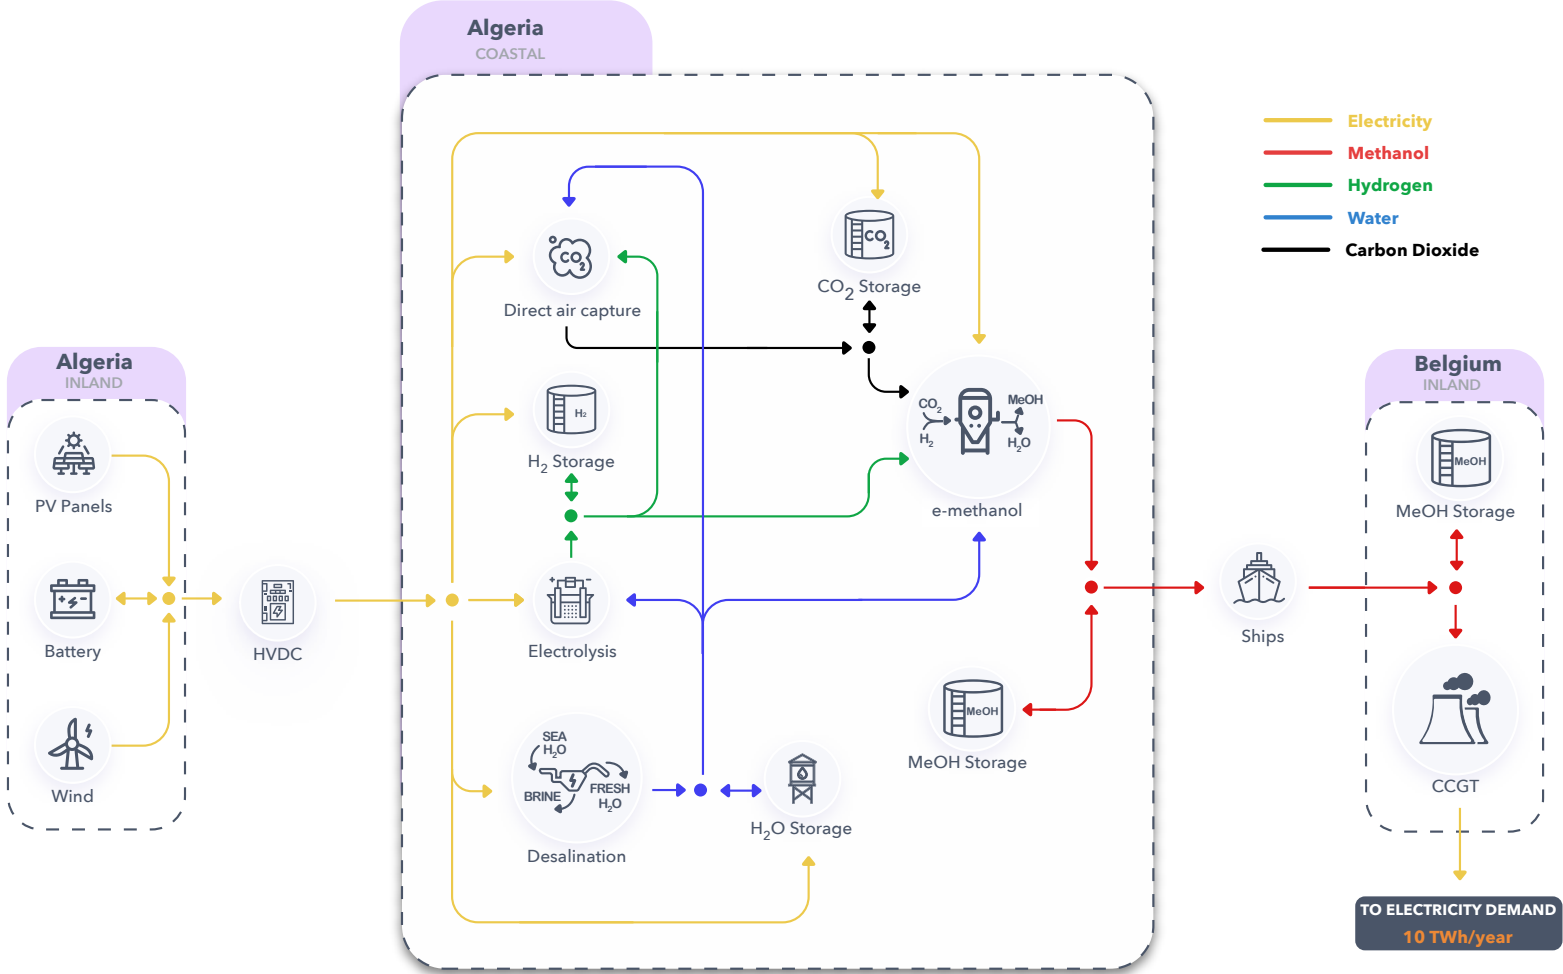 Algeria
COASTAL
Electricity
Methanol
Hydrogen
Water
Carbon Dioxide
CO2
Direct air capture
CO2
CO2 Storage
Algeria
INLAND
PV Panels
Battery
Wind
HVDC
H2
H2 Storage
Electrolysis
CO2
H2
MeOH
H2O
e-methanol
SEA
H2O
BRINE
FRESH
H2O
Desalination
H2O Storage
MeOH
MeOH Storage
Ships
Belgium
INLAND
MeOH
MeOH Storage
CCGT
TO ELECTRICITY DEMAND
10 TWh/year